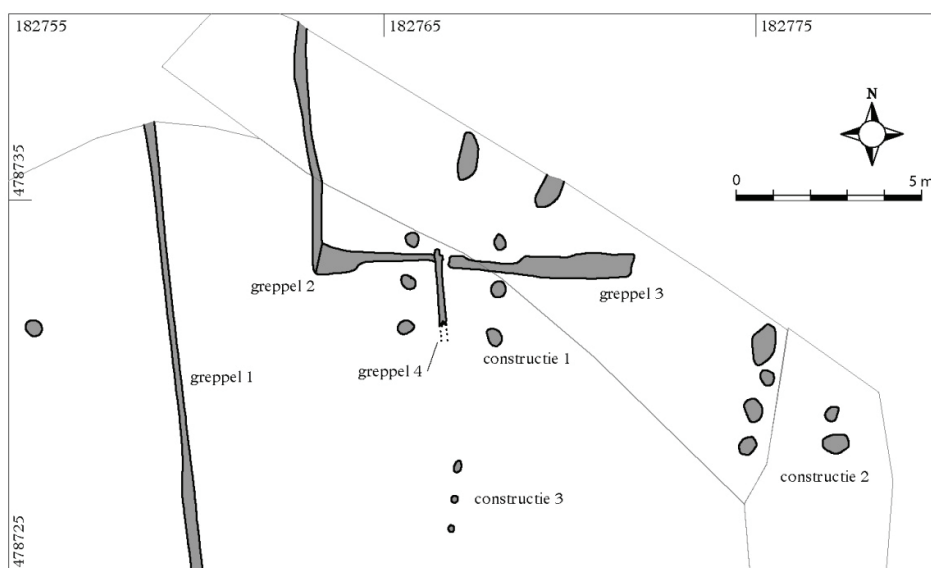 182755
182765
182775
N
478735
0
5 m
greppel 2
greppel 3
greppel 1
greppel 4
constructie 1
constructie 2
constructie 3
478725